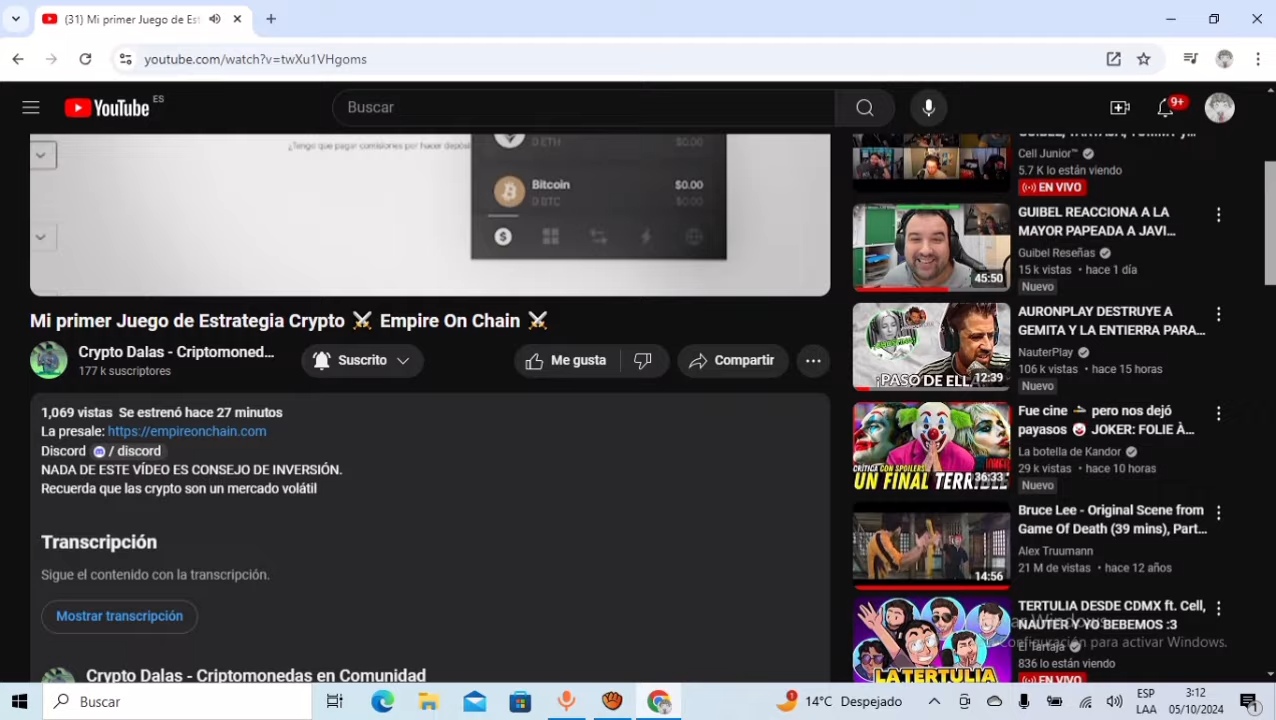 (31) Mi primer Juego de Est
youtube.com/watch?v=twXu1VHgoms
YouTube ES
Buscar
9+
¿Tengo que pagar comisiones por hacer depósi
0 ETH
$0.00
Bitcoin
$0.00
0 BTC
$0.00
Mi primer Juego de Estrategia Crypto ⚔️ Empire On Chain ⚔️
Crypto Dalas - Criptomoned...
177 k suscriptores
Suscrito
Me gusta
Compartir
1,069 vistas Se estrenó hace 27 minutos
La presale: https://empireonchain.com
Discord / discord
NADA DE ESTE VÍDEO ES CONSEJO DE INVERSIÓN.
Recuerda que las crypto son un mercado volátil
Transcripción
Sigue el contenido con la transcripción.
Mostrar transcripción
Crypto Dalas - Criptomonedas en Comunidad
Cell Junior™
5.7 K lo están viendo
EN VIVO
45:50
GUIBEL REACCIONA A LA
MAYOR PAPEADA A JAVI...
Guibel Reseñas
15 k vistas • hace 1 día
Nuevo
¡PASO DE ELL
12:39
AURONPLAY DESTRUYE A
GEMITA Y LA ENTIERRA PARA...
NauterPlay
106 k vistas • hace 15 horas
Nuevo
CRÍTICA CON SPOILERS
UN FINAL TERRIBLE
36:33
Fue cine 🚬 pero nos dejó
payasos 🤡 JOKER: FOLIE À...
La botella de Kandor
29 k vistas • hace 10 horas
Nuevo
14:56
Bruce Lee - Original Scene from
Game Of Death (39 mins), Part...
Alex Truumann
21 M de vistas • hace 12 años
LATERTULIA
TERTULIA DESDE CDMX ft. Cell,
NAUTER Y YO BEBEMOS :3
El Tartaja
836 lo están viendo
EN VIVO
ar Windows
Configuración para activar Windows.
Buscar
1
14°C Despejado
ESP
LAA
3:12
05/10/2024
1